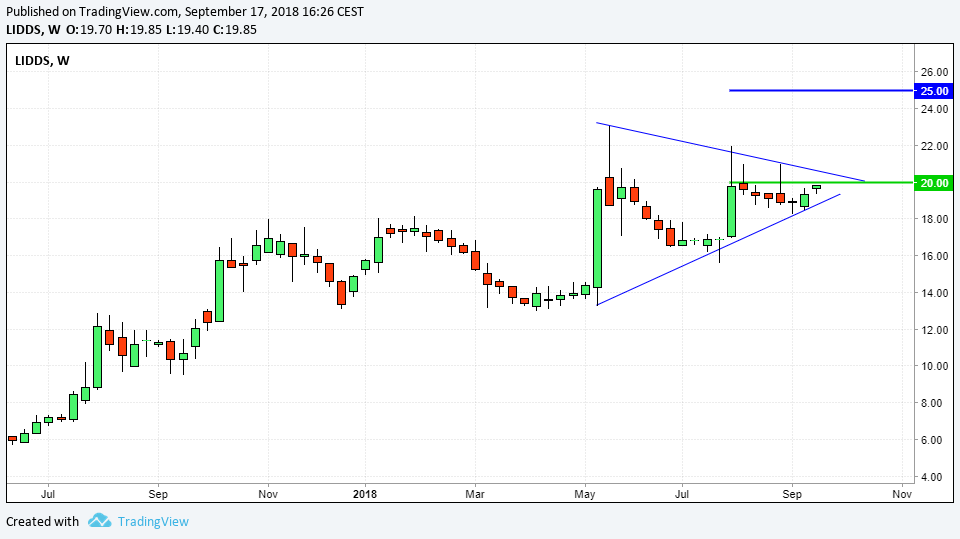 Published on TradingView.com, September 17, 2018 16:26 CEST
LIDDS, W O:19.70 H:19.85 L:19.40 C:19.85
LIDDS, W
26.00
25.00
24.00
22.00
20.00
18.00
16.00
14.00
12.00
10.00
8.00
6.00
4.00
Jul Sep Nov 2018 Mar May Jul Sep Nov
Created with TradingView